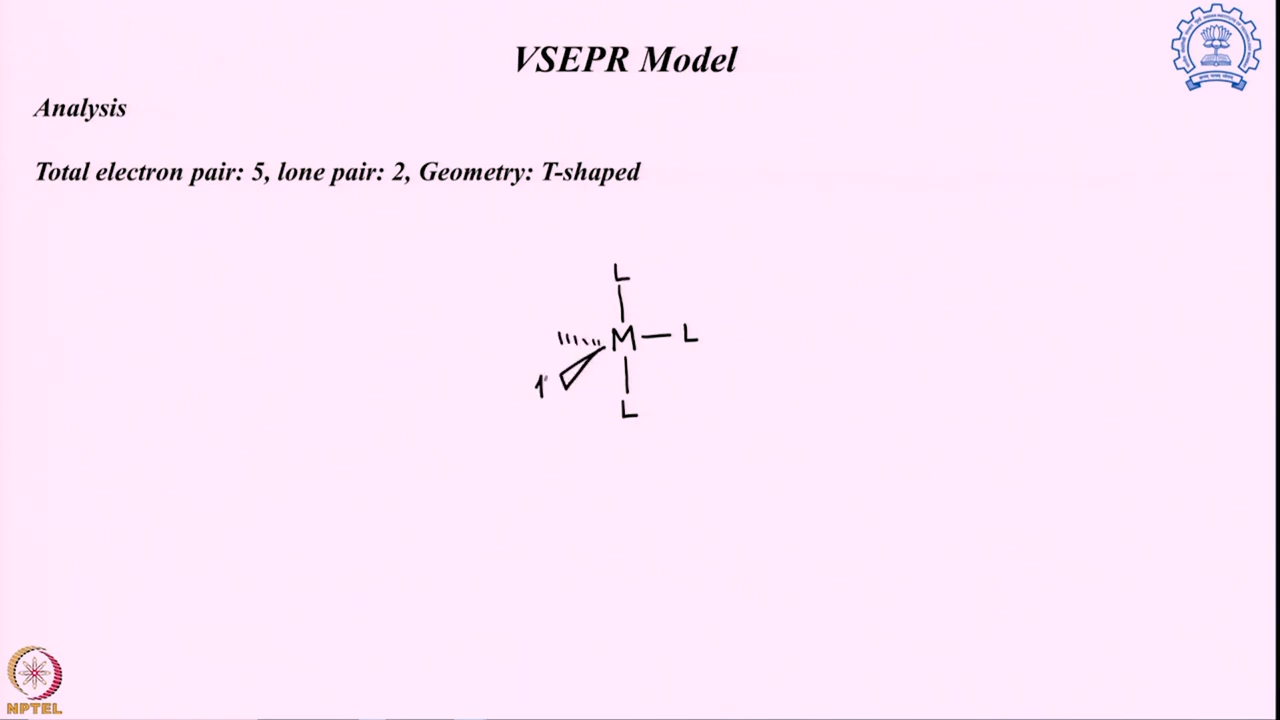 VSEPR Model
Analysis
Total electron pair: 5, lone pair: 2, Geometry: T-shaped
L
M L
L
NPTEL